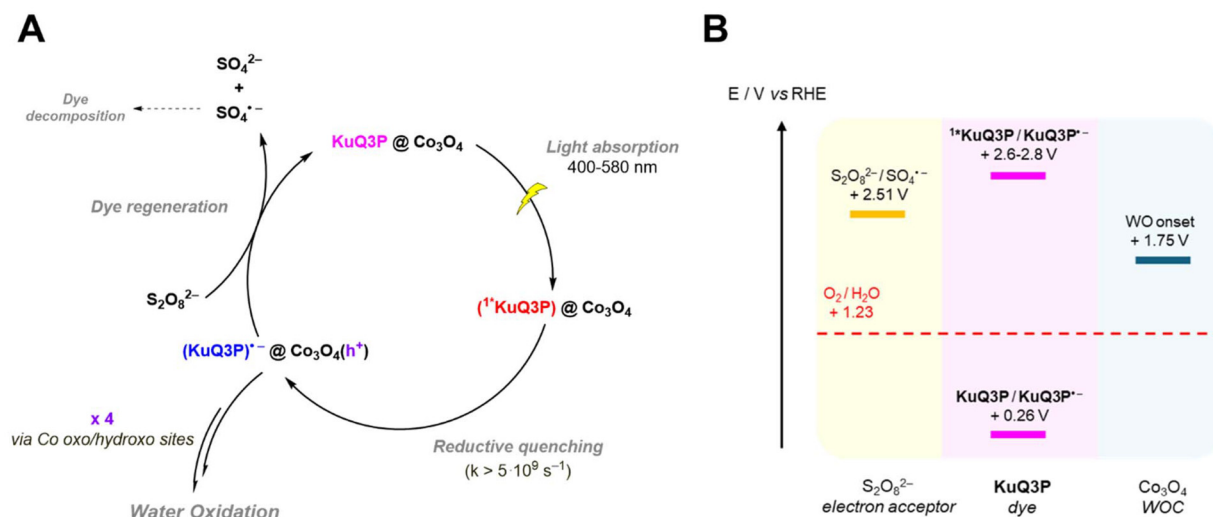 A
SO₄²⁻
+
SO₄•⁻
Dye
decomposition
KuQ3P @ Co₃O₄
Light absorption
400-580 nm
Dye regeneration
S₂O₈²⁻
(¹*KuQ3P) @ Co₃O₄
(KuQ3P)•⁻ @ Co₃O₄(h⁺)
x 4
via Co oxo/hydroxo sites
Reductive quenching
(k > 5·10⁹ s⁻¹)
Water Oxidation
B
E / V vs RHE
¹*KuQ3P / KuQ3P•⁻
+ 2.6-2.8 V
S₂O₈²⁻/ SO₄•⁻
+ 2.51 V
WO onset
+ 1.75 V
O₂ / H₂O
+ 1.23
KuQ3P / KuQ3P•⁻
+ 0.26 V
S₂O₈²⁻
electron acceptor
KuQ3P
dye
Co₃O₄
WOC